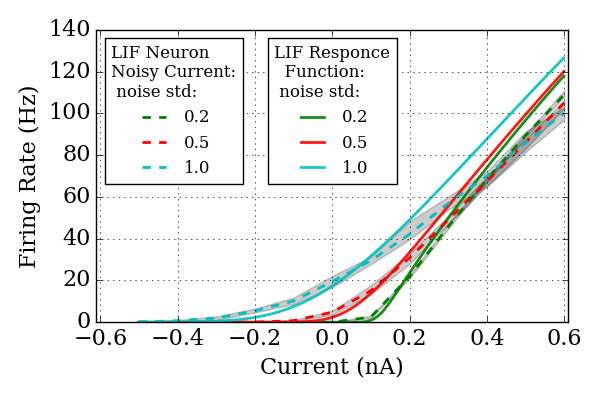 140
120
100
80
60
40
20
0
Firing Rate (Hz)
LIF Neuron
Noisy Current:
noise std:
0.2
0.5
1.0
LIF Responce
Function:
noise std:
0.2
0.5
1.0
−0.6 −0.4 −0.2 0.0 0.2 0.4 0.6
Current (nA)